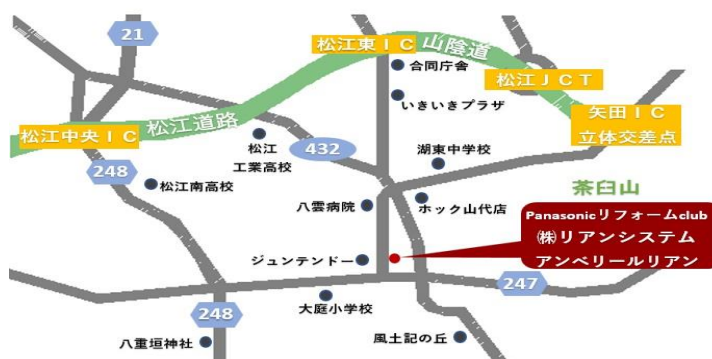 21
松江東ＩＣ
山陰道
合同庁舎
松江ＪＣＴ
いきいきプラザ
矢田ＩＣ
立体交差点
松江中央ＩＣ
松江道路
松江
工業高校
432
湖東中学校
248
松江南高校
茶臼山
八雲病院
ホック山代店
Panasonicリフォームclub
㈱リアンシステム
アンベリールリアン
ジュンテンドー
247
大庭小学校
248
八重垣神社
風土記の丘